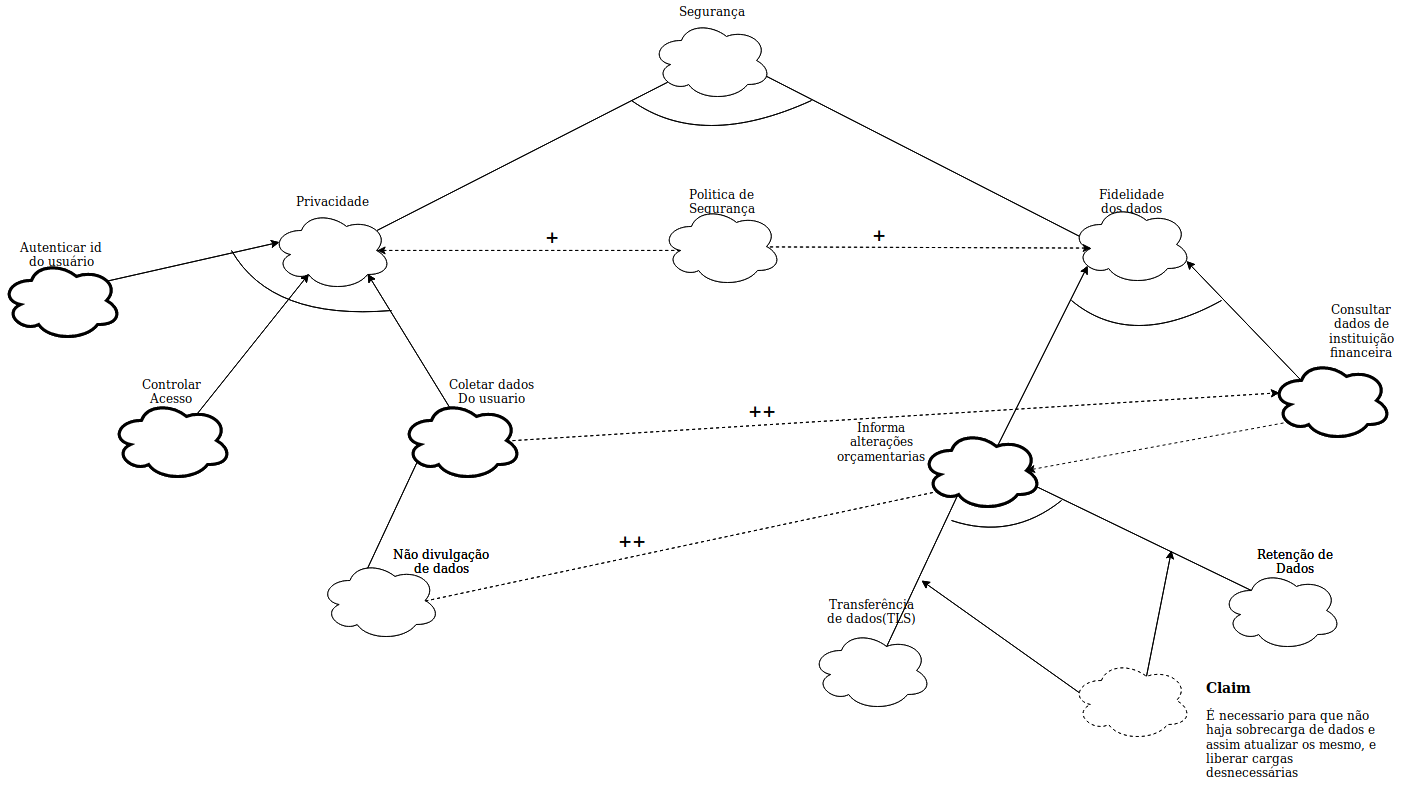 Segurança
Privacidade
Politica de
Segurança
Fidelidade
dos dados
Autenticar id
do usuário
+
+
Consultar
dados de
instituição
financeira
Controlar
Acesso
Coletar dados
Do usuario
++
Informa
alterações
orçamentarias
++
Não divulgação
de dados
Retenção de
Dados
Transferência
de dados(TLS)
Claim
É necessario para que não
haja sobrecarga de dados e
assim atualizar os mesmo, e
liberar cargas
desnecessárias